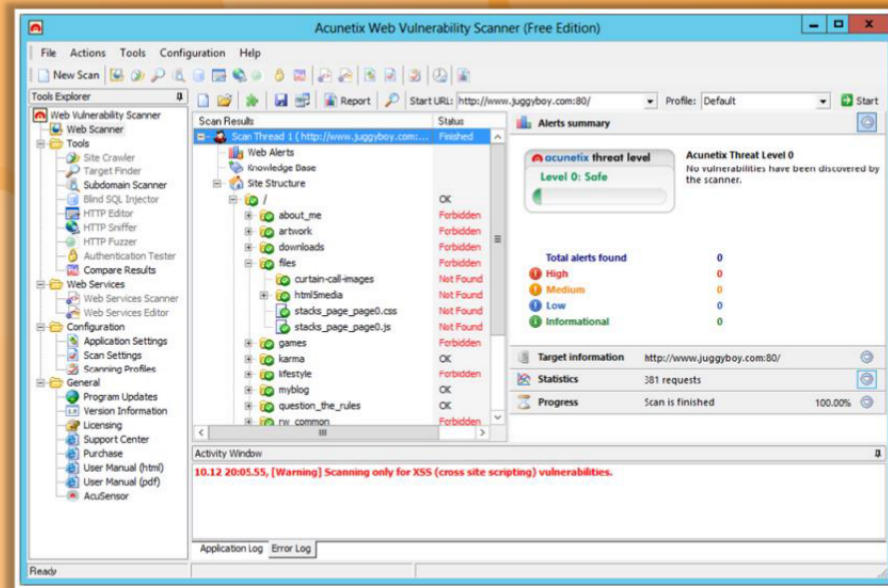 Acunetix Web Vulnerability Scanner (Free Edition)
File Actions Tools Configuration Help
New Scan
Tools Explorer
Report
Start URL: http://www.juggyboy.com:80/
Profile: Default
Start
Web Vulnerability Scanner
Web Scanner
Tools
Site Crawler
Target Finder
Subdomain Scanner
Blind SQL Injector
HTTP Editor
HTTP Sniffer
HTTP Fuzzer
Authentication Tester
Compare Results
Web Services
Web Services Scanner
Web Services Editor
Configuration
Application Settings
Scan Settings
Scanning Profiles
General
Program Updates
Version Information
Licensing
Support Center
Purchase
User Manual (html)
User Manual (pdf)
AcuSensor
Scan Results Status
Scan Thread 1 ( http://www.juggyboy.com:... Finished
Web Alerts
Knowledge Base
Site Structure
/ OK
about_me Forbidden
artwork Forbidden
downloads Forbidden
files Forbidden
curtain-call-images Not Found
html5media Not Found
stacks_page_page0.css Not Found
stacks_page_page0.js Not Found
games Forbidden
karma OK
lifestyle Forbidden
myblog OK
question_the_rules OK
rw_common Forbidden
Alerts summary
acunetix threat level
Level 0: Safe
Acunetix Threat Level 0
No vulnerabilities have been discovered by
the scanner.
Total alerts found 0
High 0
Medium 0
Low 0
Informational 0
Target information http://www.juggyboy.com:80/
Statistics 381 requests
Progress Scan is finished 100.00%
Activity Window
10.12 20:05.55, [Warning] Scanning only for XSS (cross site scripting) vulnerabilities.
Application Log Error Log
Ready